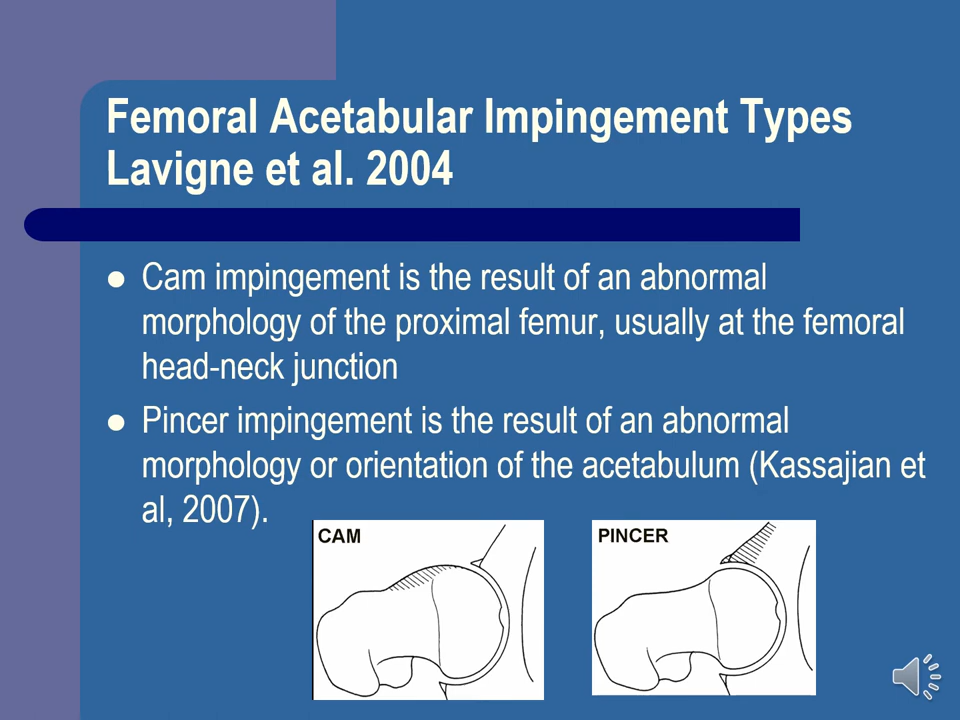 Femoral Acetabular Impingement Types
Lavigne et al. 2004
Cam impingement is the result of an abnormal
morphology of the proximal femur, usually at the femoral
head-neck junction
Pincer impingement is the result of an abnormal
morphology or orientation of the acetabulum (Kassajian et
al, 2007).
CAM
PINCER